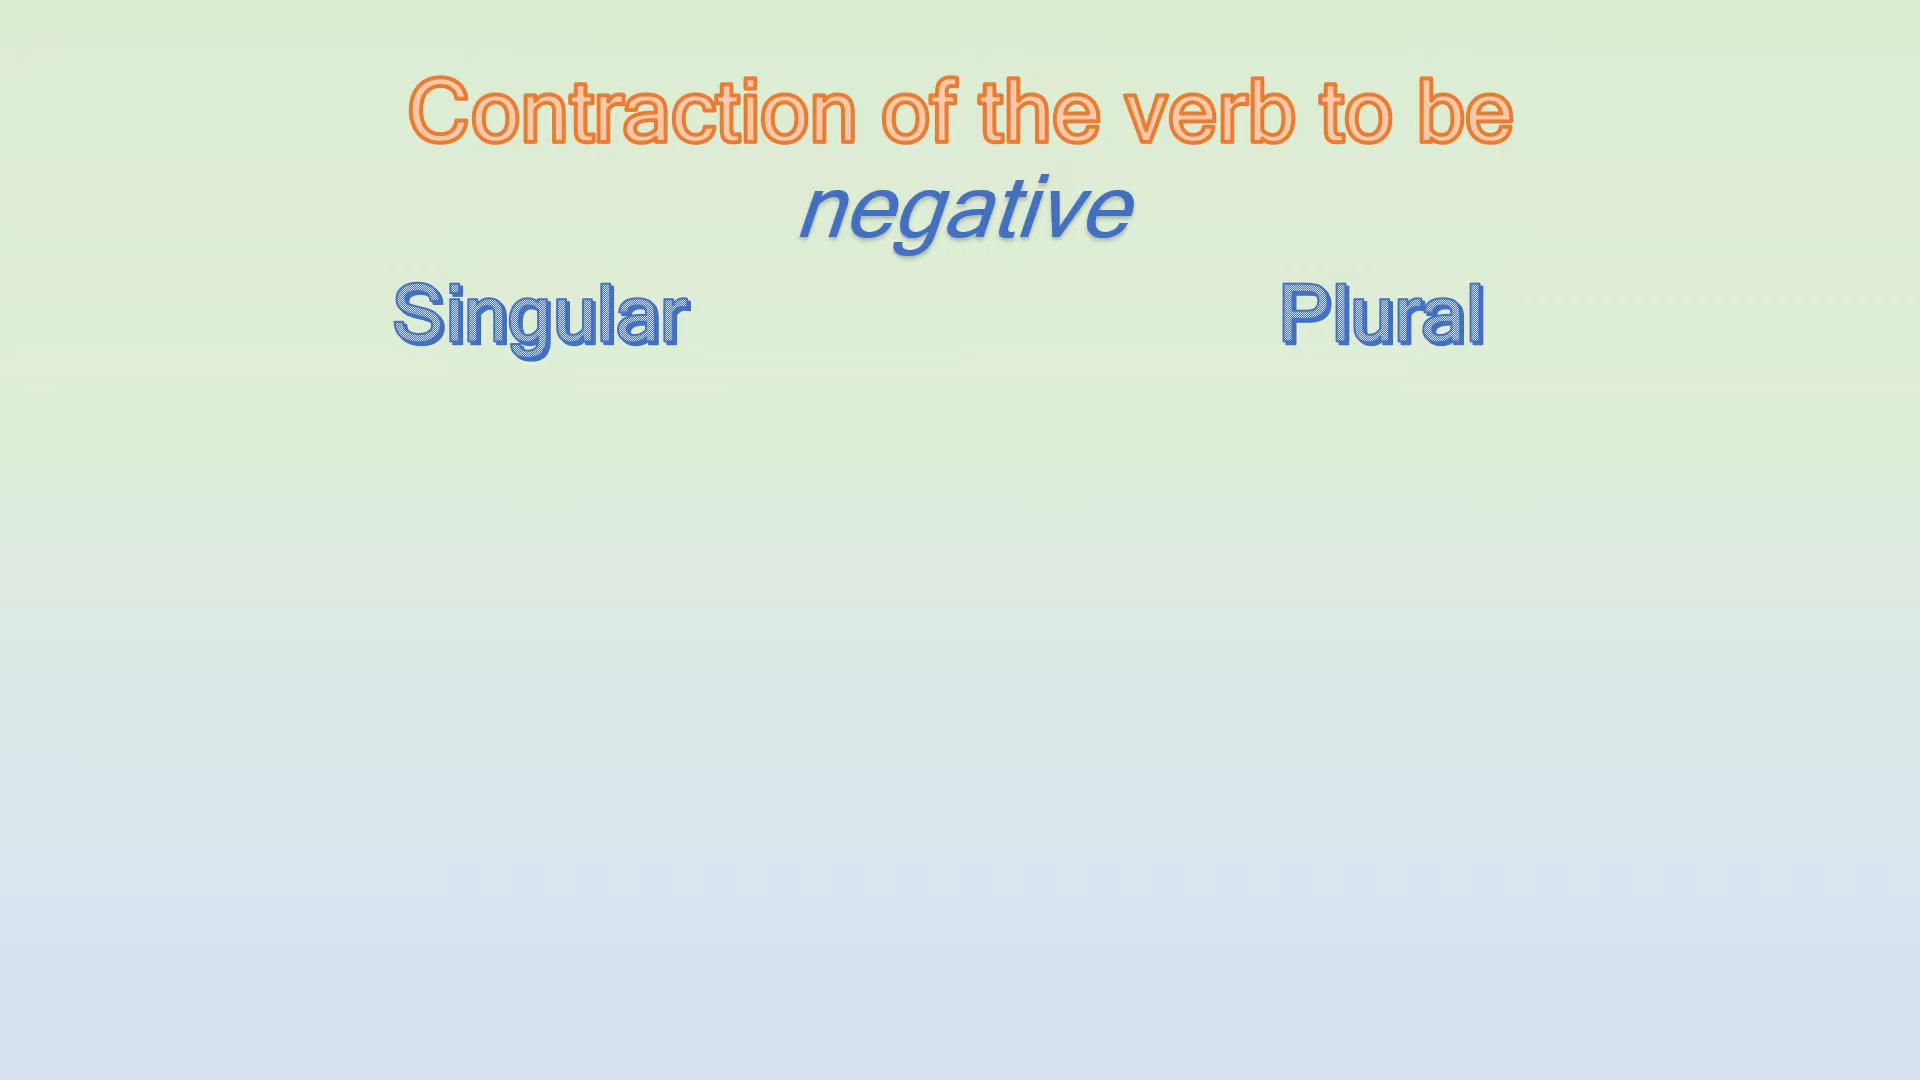 Contraction of the verb to be
negative
Singular Plural